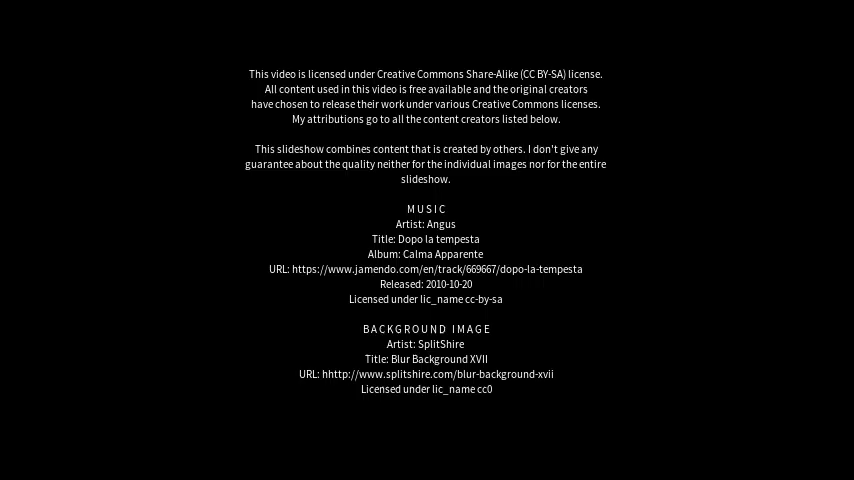 This video is licensed under Creative Commons Share-Alike (CC BY-SA) license.
All content used in this video is free available and the original creators
have chosen to release their work under various Creative Commons licenses.
My attributions go to all the content creators listed below.
This slideshow combines content that is created by others. I don't give any
guarantee about the quality neither for the individual images nor for the entire
slideshow.
MUSIC
Artist: Angus
Title: Dopo la tempesta
Album: Calma Apparente
URL: https://www.jamendo.com/en/track/669667/dopo-la-tempesta
Released: 2010-10-20
Licensed under lic_name cc-by-sa
BACKGROUND IMAGE
Artist: SplitShire
Title: Blur Background XVII
URL: hhttp://www.splitshire.com/blur-background-xvii
Licensed under lic_name cc0